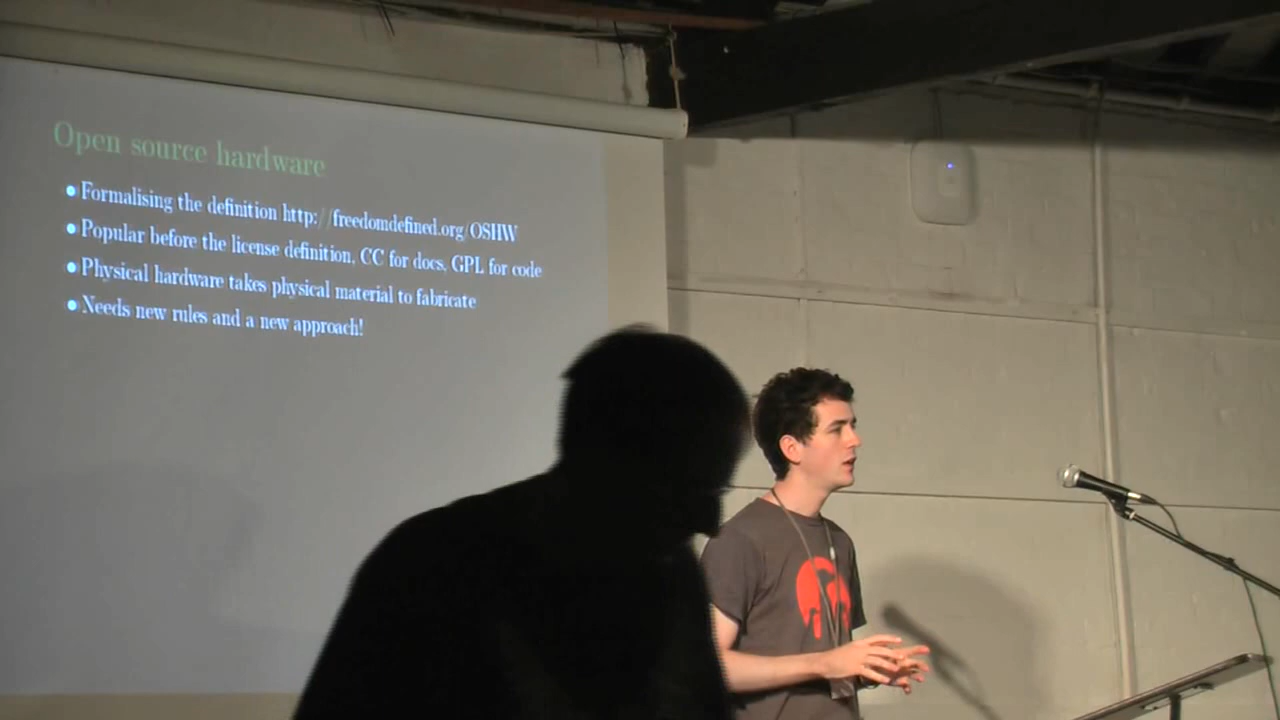 Open source hardware
• Formalising the definition http://freedomdefined.org/OSHW
• Popular before the license definition, CC for docs, GPL for code
• Physical hardware takes physical material to fabricate
• Needs new rules and a new approach!